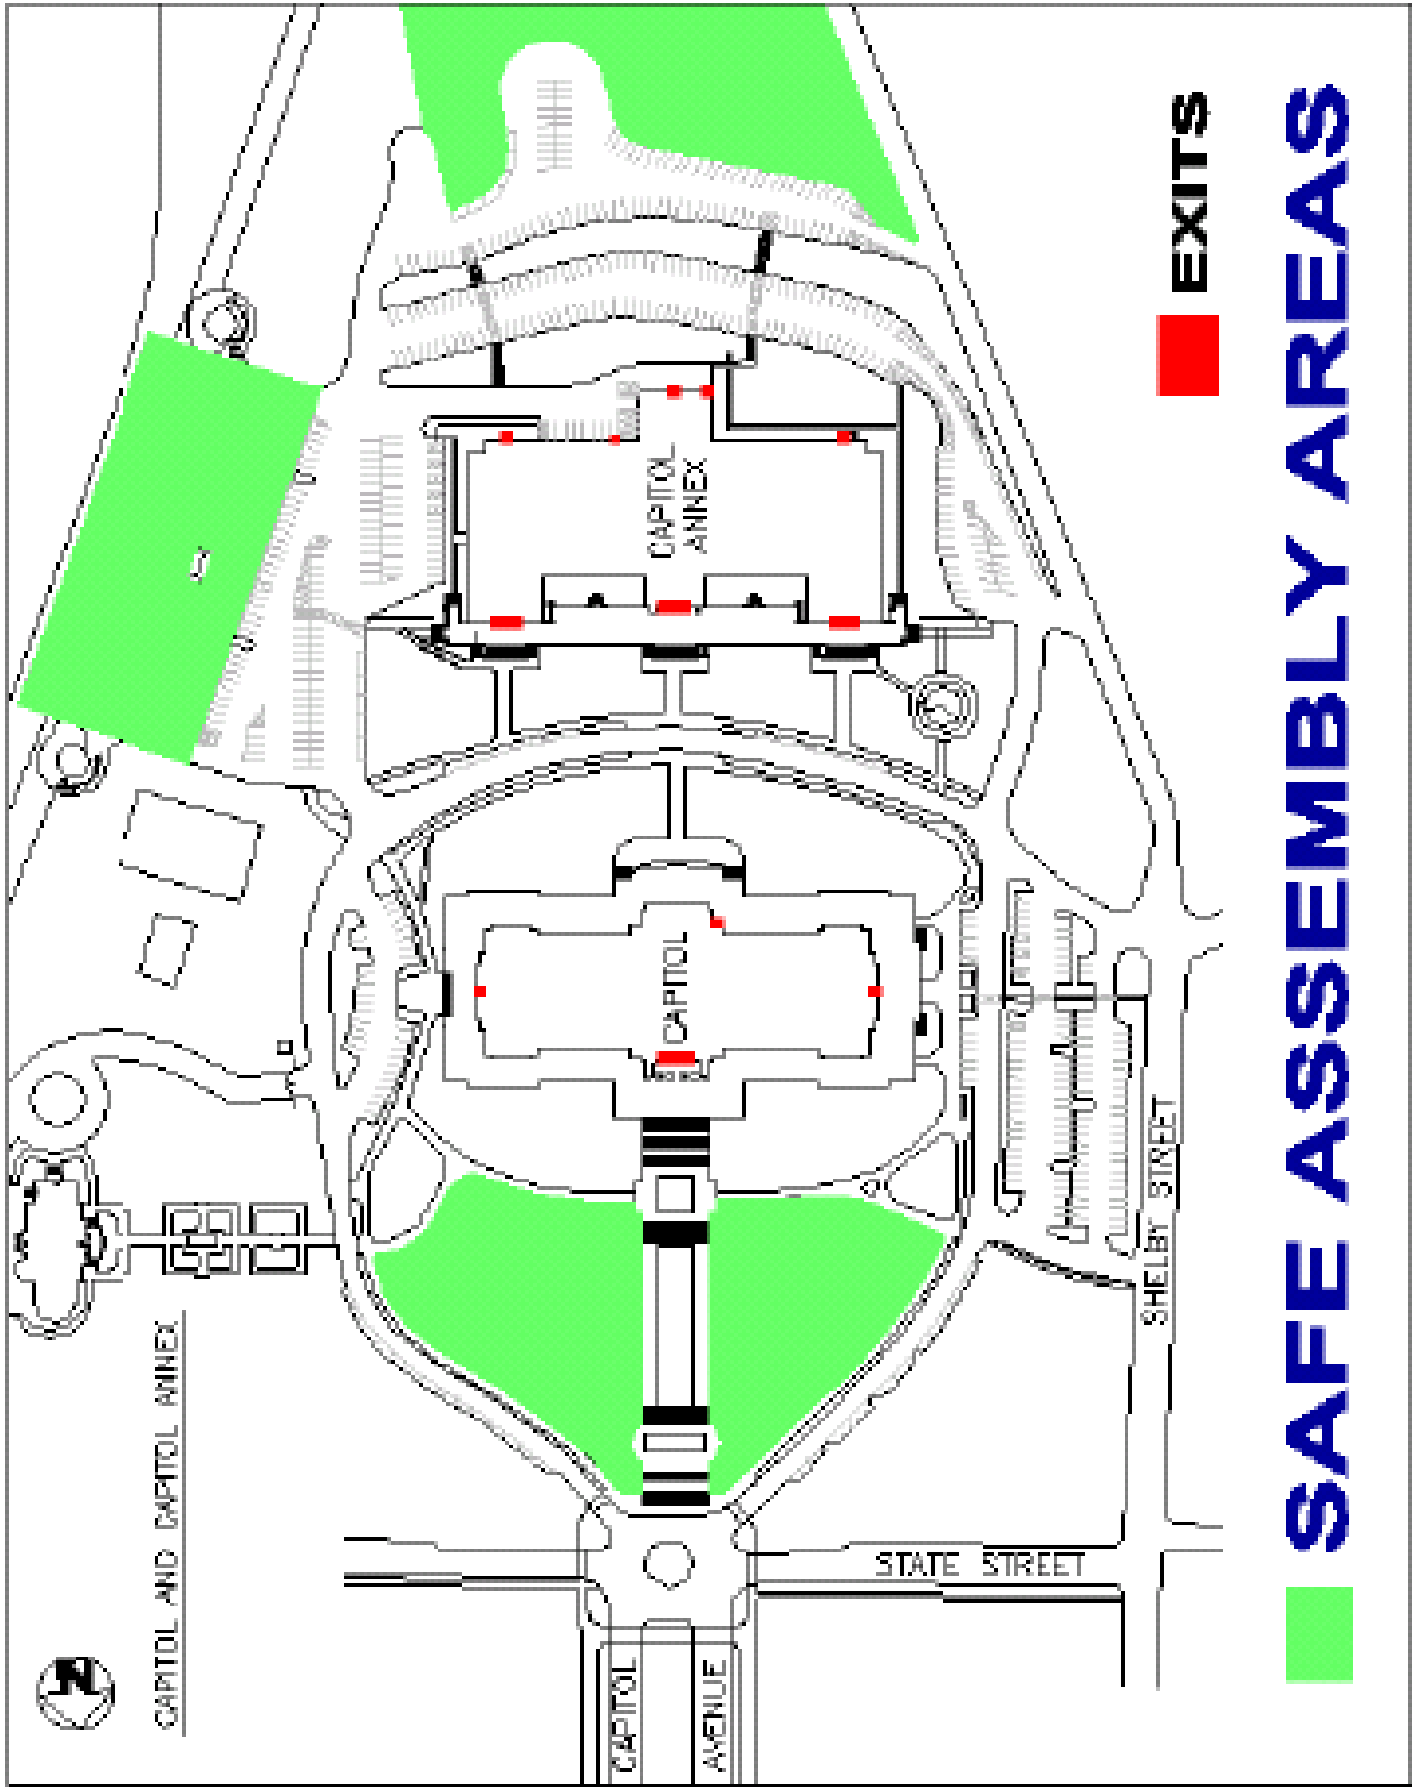 CAPITOL AND CAPITOL ANNEX
N
CAPITOL
AVENUE
STATE STREET
SHELBY STREET
CAPITOL
CAPITOL
ANNEX
EXITS
SAFE ASSEMBLY AREAS